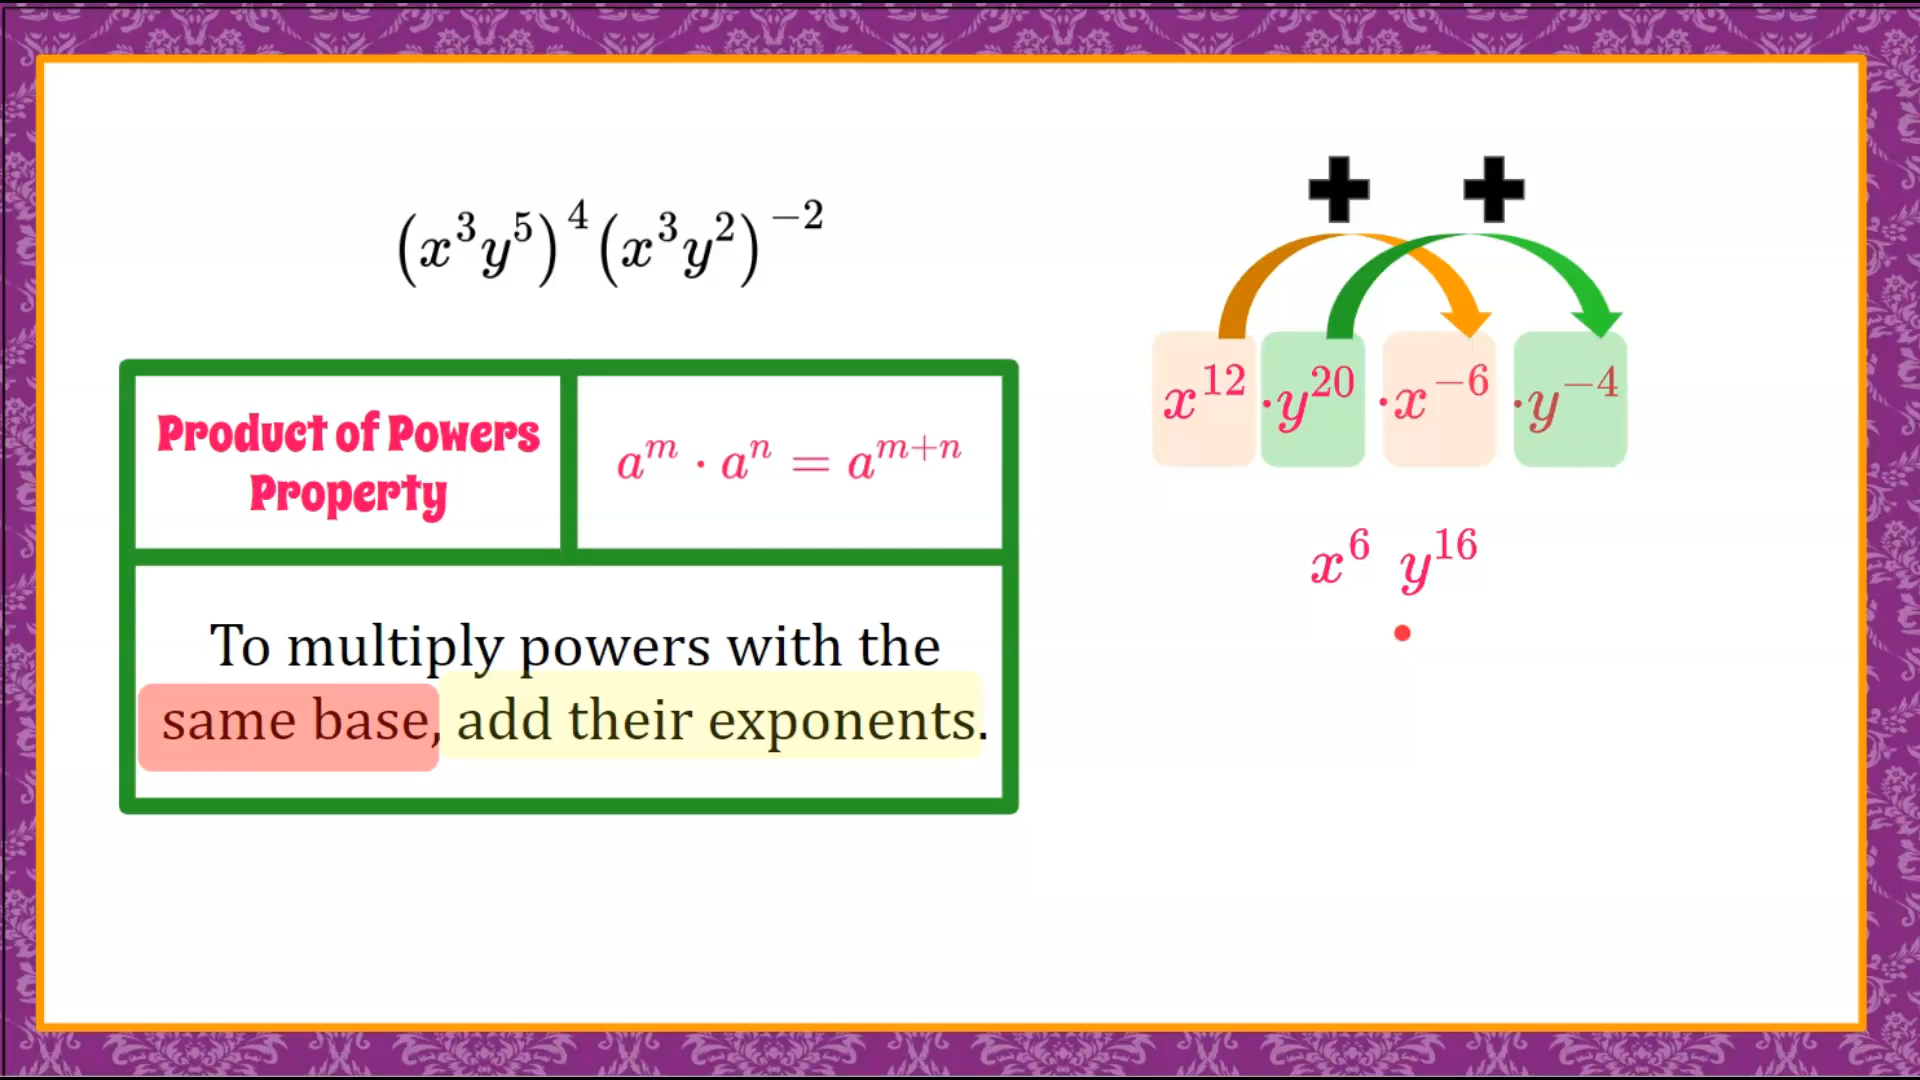 (x³y⁵)⁴(x³y²)⁻²
Product of Powers
Property
aᵐ · aⁿ = aᵐ⁺ⁿ
To multiply powers with the
same base, add their exponents.
+ +
x¹² · y²⁰ · x⁻⁶ · y⁻⁴
x⁶ y¹⁶